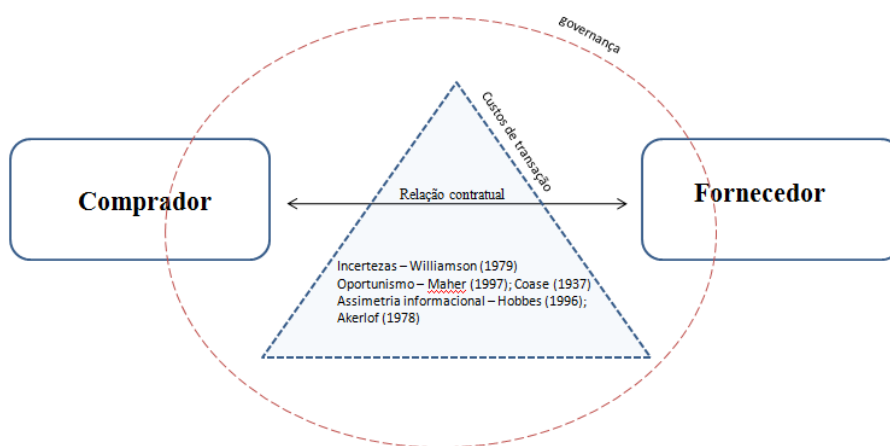 governança
Custos de transação
Comprador
Relação contratual
Fornecedor
Incertezas – Williamson (1979)
Oportunismo – Maher (1997); Coase (1937)
Assimetria informacional – Hobbes (1996);
Akerlof (1978)